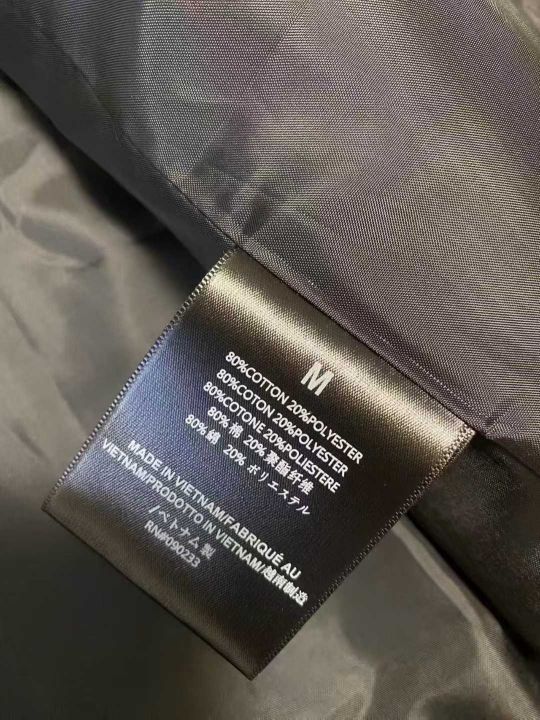 M
80%COTTON 20%POLYESTER
80%COTON 20%POLYESTER
80%COTONE 20%POLIESTERE
80% 棉 20%聚酯纤维
80%綿 20% ポリエステル
MADE IN VIETNAM/FABRIQUÉ AU
VIETNAM/PRODOTTO IN VIETNAM/越南制造
/ベトナム 製
RN#090233